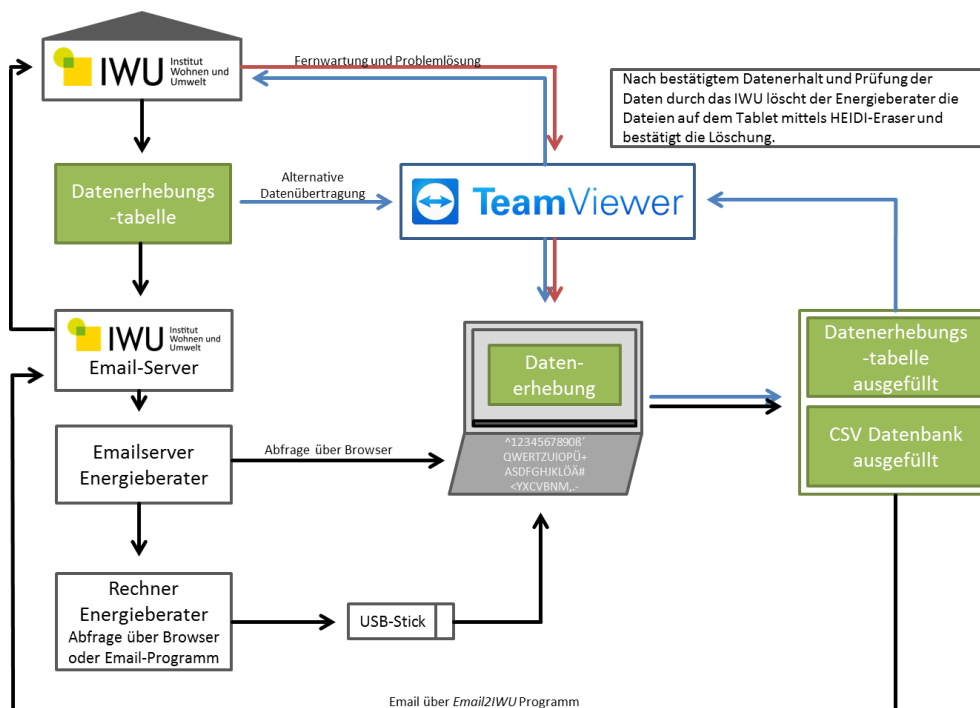 IWU
Institut
Wohnen und
Umwelt
Fernwartung und Problemlösung
Nach bestätigtem Datenerhalt und Prüfung der
Daten durch das IWU löscht der Energieberater die
Dateien auf dem Tablet mittels HEIDI-Eraser und
bestätigt die Löschung.
Datenerhebungs
-tabelle
Alternative
Datenübertragung
TeamViewer
IWU
Institut
Wohnen und
Umwelt
Email-Server
Daten-
erhebung
Datenerhebungs
-tabelle
ausgefüllt
CSV Datenbank
ausgefüllt
Emailserver
Energieberater
Abfrage über Browser
^1234567890ß'
QWERTZUIOPÜ+
ASDFGHJKLÖÄ#
<YXCVBNM,.-
Rechner
Energieberater
Abfrage über Browser
oder Email-Programm
USB-Stick
Email über Email2IWU Programm